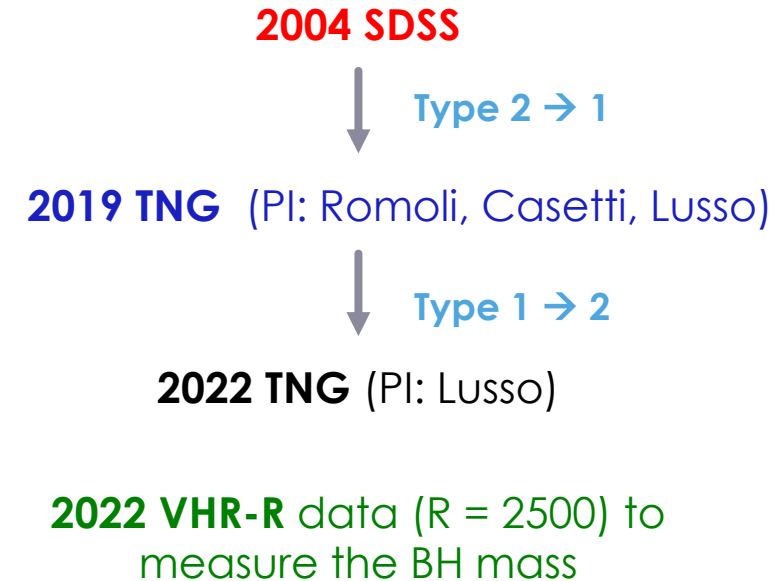 2004 SDSS
Type 2 → 1
2019 TNG (PI: Romoli, Casetti, Lusso)
Type 1 → 2
2022 TNG (PI: Lusso)
2022 VHR-R data (R = 2500) to
measure the BH mass